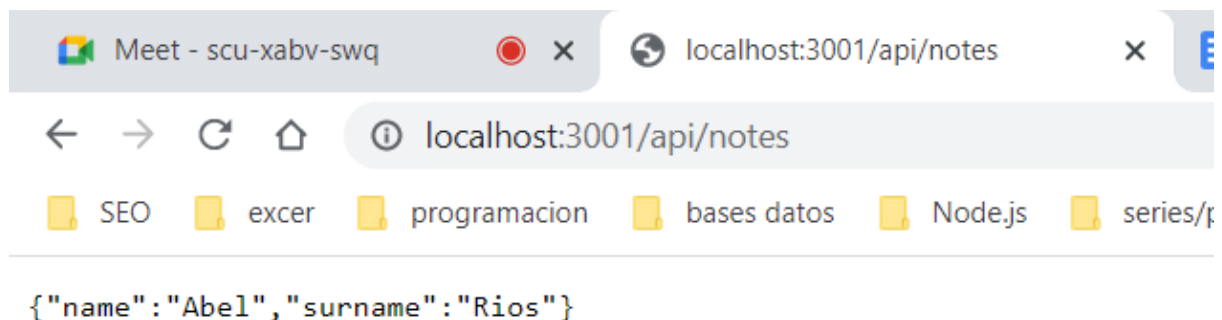 Meet - scu-xabv-swq localhost:3001/api/notes
localhost:3001/api/notes
SEO excer programacion bases datos Node.js series/
{"name":"Abel","surname":"Rios"}